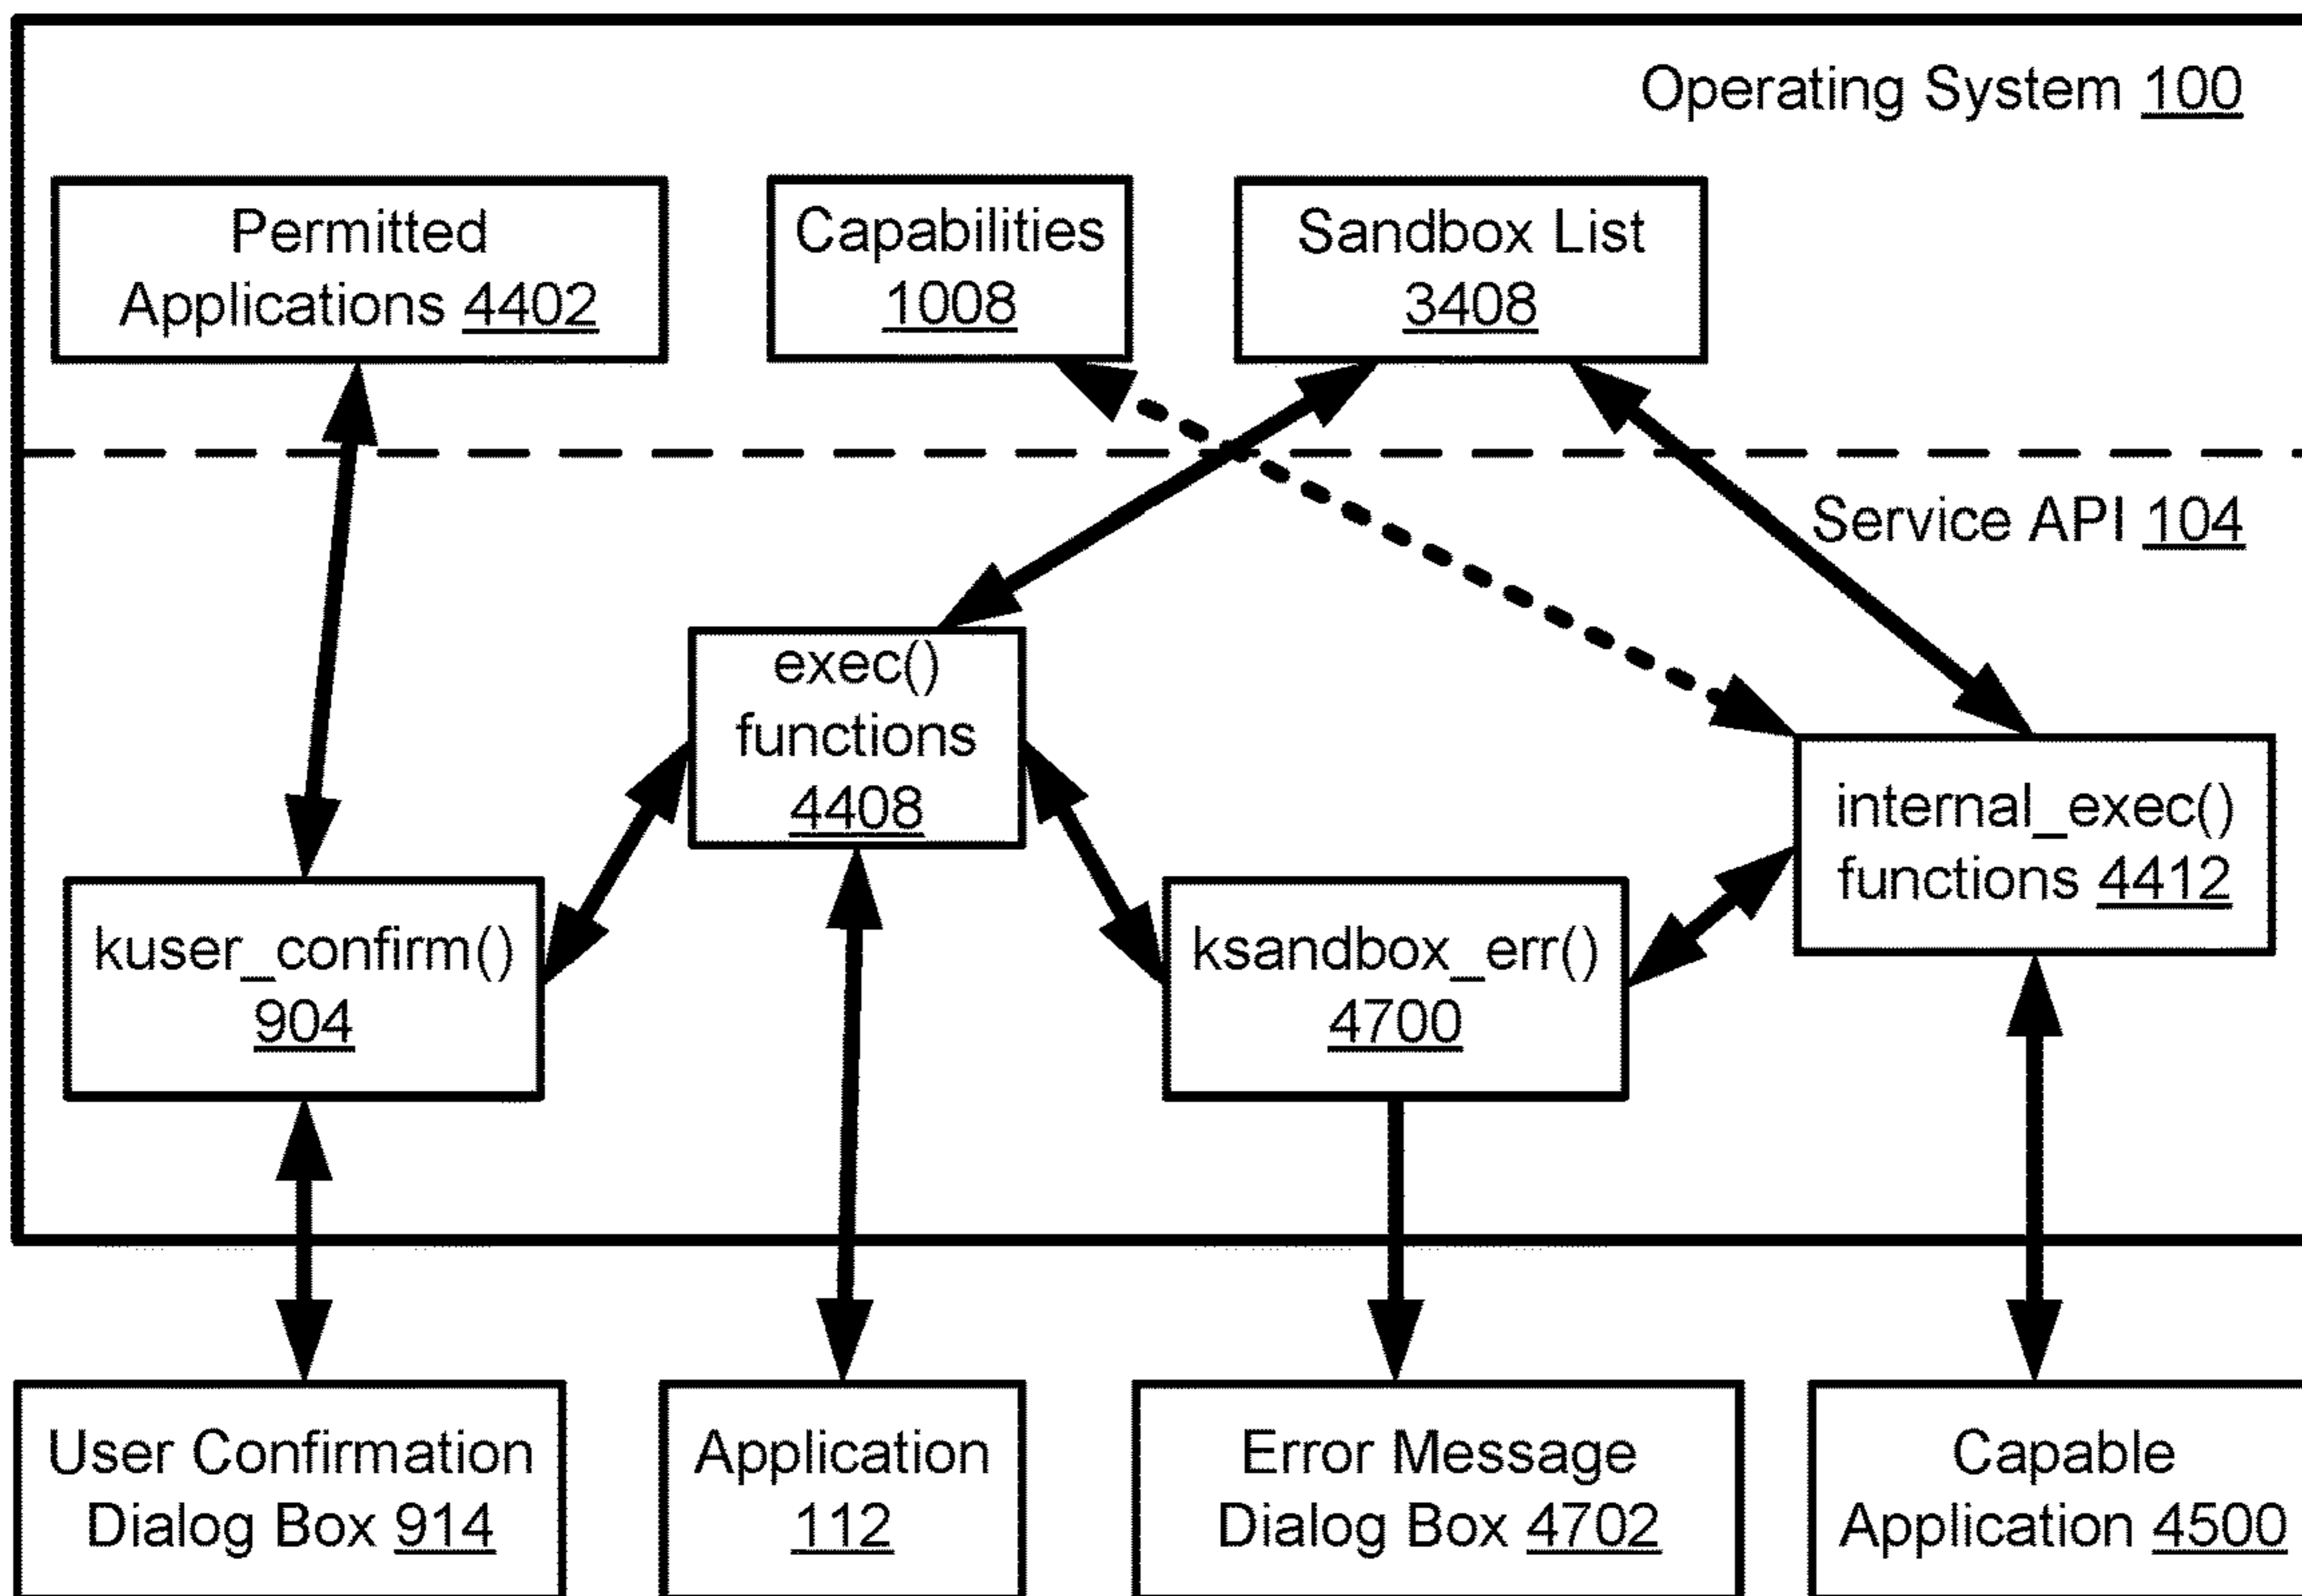 Operating System 100
Permitted
Applications 4402
Capabilities
1008
Sandbox List
3408
Service API 104
exec()
functions
4408
internal_exec()
functions 4412
kuser_confirm()
904
ksandbox_err()
4700
User Confirmation
Dialog Box 914
Application
112
Error Message
Dialog Box 4702
Capable
Application 4500